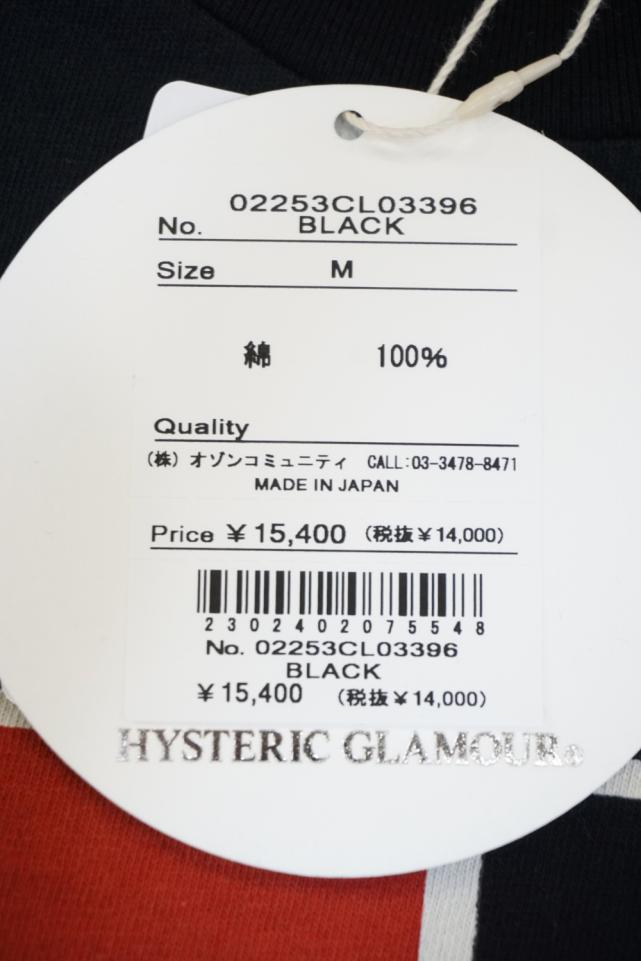 02253CL03396
No. BLACK
Size M
綿 100%
Quality
(株) オゾンコミュニティ CALL:03-3478-8471
MADE IN JAPAN
Price ¥15,400 (税抜¥14,000)
2302402075548
No. 02253CL03396
BLACK
¥15,400 (税抜¥14,000)
HYSTERIC GLAMOUR®